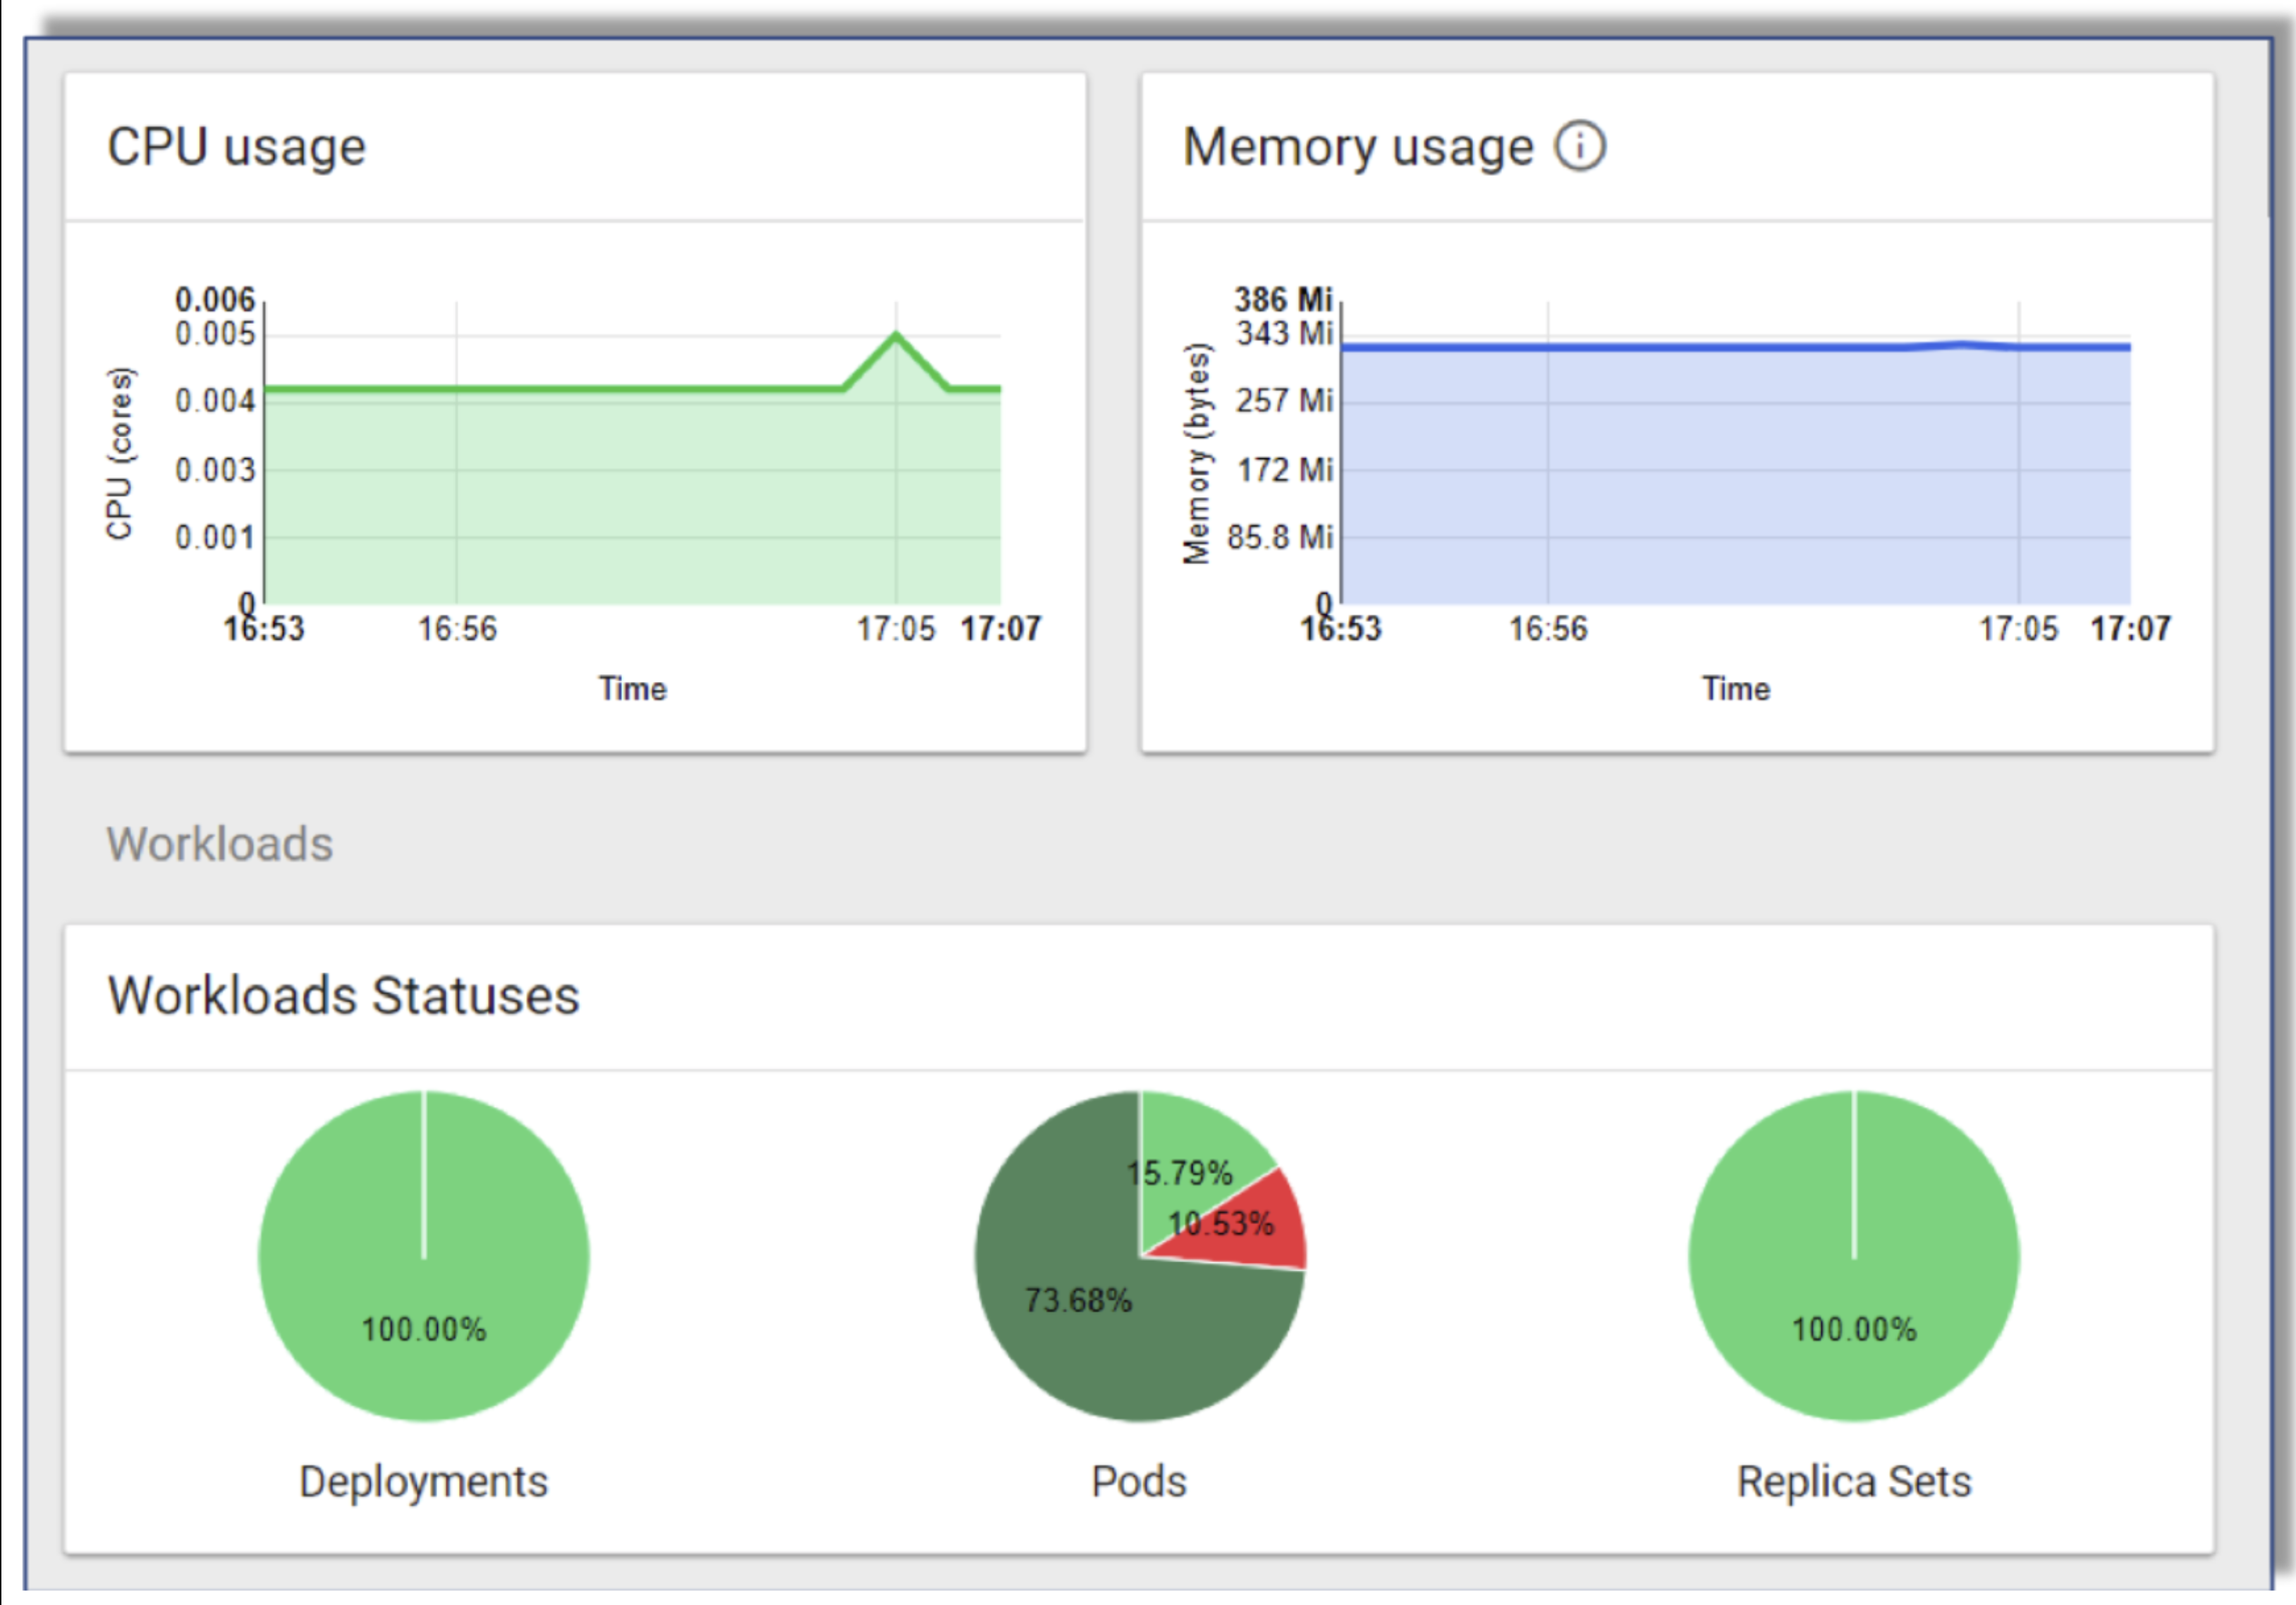 CPU usage
0.006
0.005
0.004
0.003
0.001
0
CPU (cores)
16:53 16:56 17:05 17:07
Time
Memory usage
386 Mi
343 Mi
257 Mi
172 Mi
85.8 Mi
0
Memory (bytes)
16:53 16:56 17:05 17:07
Time
Workloads
Workloads Statuses
100.00%
Deployments
15.79%
10.53%
73.68%
Pods
100.00%
Replica Sets